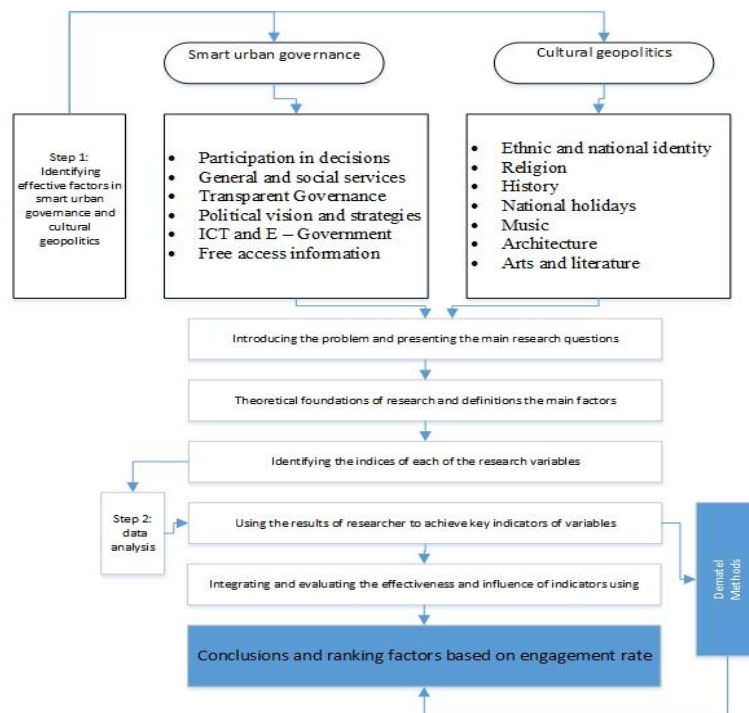 Smart urban governance
Cultural geopolitics
Step 1:
Identifying
effective factors in
smart urban
governance and
cultural
geopolitics
• Participation in decisions
• General and social services
• Transparent Governance
• Political vision and strategies
• ICT and E – Government
• Free access information
• Ethnic and national identity
• Religion
• History
• National holidays
• Music
• Architecture
• Arts and literature
Introducing the problem and presenting the main research questions
Theoretical foundations of research and definitions the main factors
Identifying the indices of each of the research variables
Step 2:
data
analysis
Using the results of researcher to achieve key indicators of variables
Integrating and evaluating the effectiveness and influence of indicators using
Dematel
Methods
Conclusions and ranking factors based on engagement rate